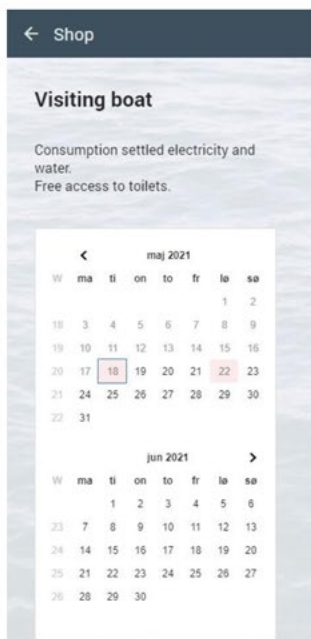 ← Shop
Visiting boat
Consumption settled electricity and
water.
Free access to toilets.
maj 2021
W ma ti on to fr lø sø
1 2
18 3 4 5 6 7 8 9
19 10 11 12 13 14 15 16
20 17 18 19 20 21 22 23
21 24 25 26 27 28 29 30
22 31
jun 2021
W ma ti on to fr lø sø
1 2 3 4 5 6
23 7 8 9 10 11 12 13
24 14 15 16 17 18 19 20
25 21 22 23 24 25 26 27
26 28 29 30